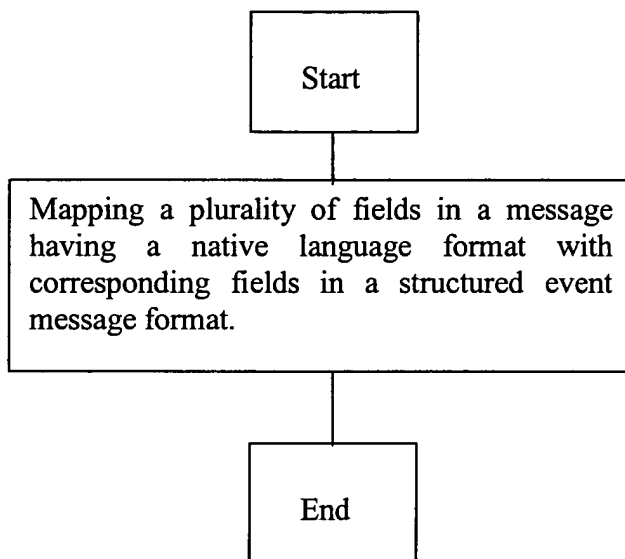 Start
Mapping a plurality of fields in a message
having a native language format with
corresponding fields in a structured event
message format.
End